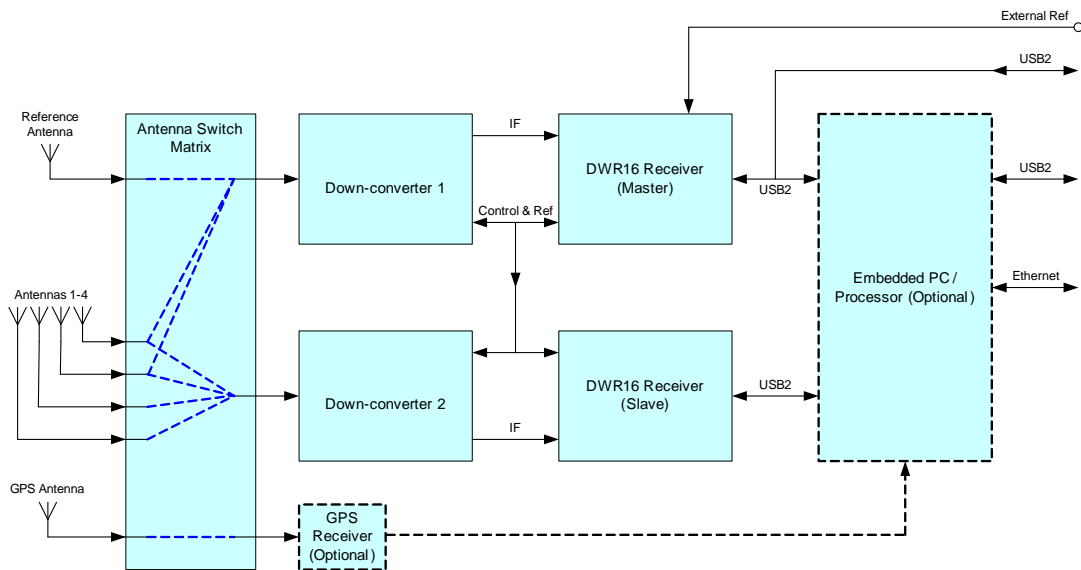 External Ref
USB2
Reference
Antenna
Antenna Switch
Matrix
IF
Down-converter 1
DWR16 Receiver
(Master)
USB2
USB2
Control & Ref
Antennas 1-4
Embedded PC /
Processor (Optional)
Ethernet
Down-converter 2
DWR16 Receiver
(Slave)
USB2
IF
GPS Antenna
GPS
Receiver
(Optional)